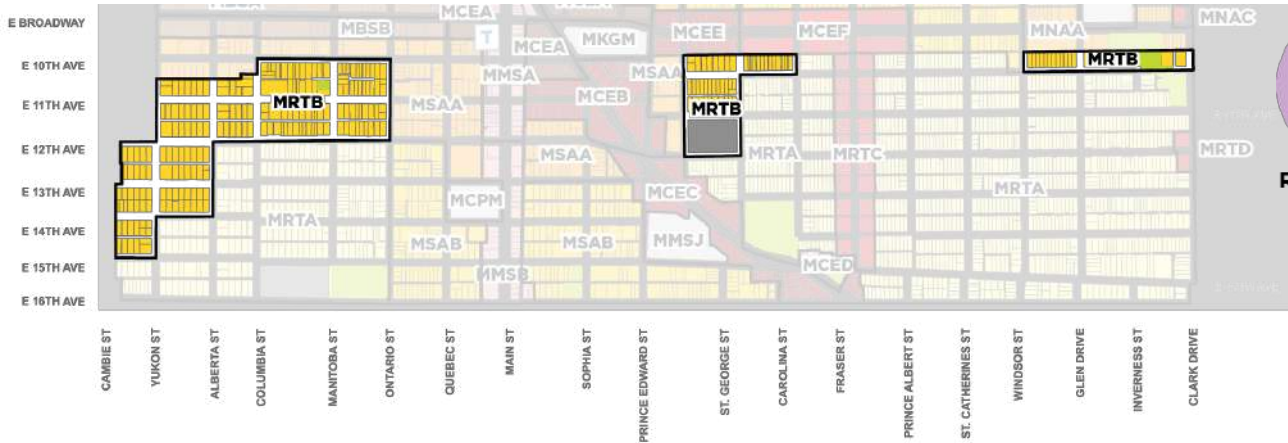 E BROADWAY
MCEA
MBSB
T
MCEA
MKGM
MCEE
MCEF
MNAA
MNAC
E 10TH AVE
MMSA
MSAA
MRTB
E 11TH AVE
MRTB
MSAA
MCEB
MRTB
E 12TH AVE
MSAA
MRTA
MRTC
MRTD
E 13TH AVE
MCPM
MCEC
MRTA
E 14TH AVE
MRTA
MSAB
MSAB
MMSJ
E 15TH AVE
MMSB
MCED
E 16TH AVE
CAMBIE ST
YUKON ST
ALBERTA ST
COLUMBIA ST
MANITOBA ST
ONTARIO ST
QUEBEC ST
MAIN ST
SOPHIA ST
PRINCE EDWARD ST
ST. GEORGE ST
CAROLINA ST
FRASER ST
PRINCE ALBERT ST
ST. CATHERINES ST
WINDSOR ST
GLEN DRIVE
INVERNESS ST
CLARK DRIVE